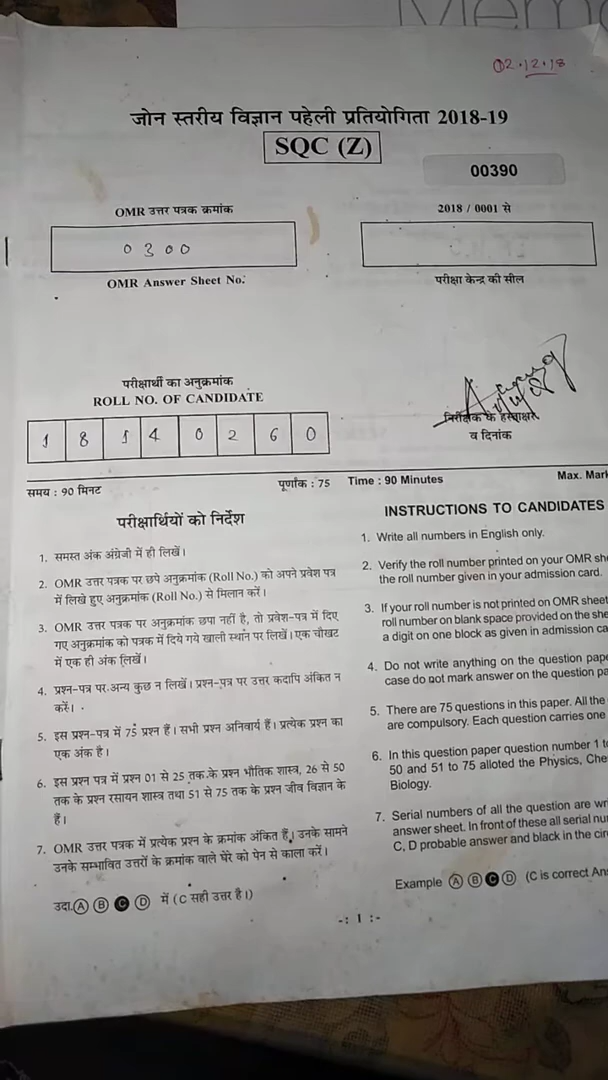 02.12.18
जोन स्तरीय विज्ञान पहेली प्रतियोगिता 2018-19
SQC (Z)
00390
OMR उत्तर पत्रक क्रमांक
0300
OMR Answer Sheet No.
2018 / 0001 से
परीक्षा केन्द्र की सील
परीक्षार्थी का अनुक्रमांक
ROLL NO. OF CANDIDATE
1 8 1 4 0 2 6 0
निरीक्षक के हस्ताक्षर
व दिनांक
समय : 90 मिनट
पूर्णांक : 75
Time : 90 Minutes
Max.
परीक्षार्थियों को निर्देश
1. समस्त अंक अंग्रेजी में ही लिखें।
2. OMR उत्तर पत्रक पर छपे अनुक्रमांक (Roll No.) को अपने प्रवेश पत्र
में लिखे हुए अनुक्रमांक (Roll No.) से मिलान करें।
3. OMR उत्तर पत्रक पर अनुक्रमांक छपा नहीं है, तो प्रवेश-पत्र में दिए
गए अनुक्रमांक को पत्रक में दिये गये खाली स्थान पर लिखें। एक चौखट
में एक ही अंक लिखें।
4. प्रश्न-पत्र पर अन्य कुछ न लिखें। प्रश्न-पत्र पर उत्तर कदापि अंकित न
करें।
5. इस प्रश्न-पत्र में 75 प्रश्न हैं। सभी प्रश्न अनिवार्य हैं। प्रत्येक प्रश्न का
एक अंक है।
6. इस प्रश्न पत्र में प्रश्न 01 से 25 तक के प्रश्न भौतिक शास्त्र, 26 से 50
तक के प्रश्न रसायन शास्त्र तथा 51 से 75 तक के प्रश्न जीव विज्ञान के
हैं।
7. OMR उत्तर पत्रक में प्रत्येक प्रश्न के क्रमांक अंकित हैं। उनके सामने
उनके सम्भावित उत्तरों के क्रमांक वाले घेरे को पेन से काला करें।
उदा. A B C D में (C सही उत्तर है।)
INSTRUCTIONS TO CANDIDATES
1. Write all numbers in English only.
2. Verify the roll number printed on your OMR
the roll number given in your admission card.
3. If your roll number is not printed on OMR sheet
roll number on blank space provided on the
a digit on one block as given in admission
4. Do not write anything on the question
case do not mark answer on the question
5. There are 75 questions in this paper. All the
are compulsory. Each question carries one
6. In this question paper question number 1
50 and 51 to 75 alloted the Physics,
Biology.
7. Serial numbers of all the question are
answer sheet. In front of these all serial
C, D probable answer and black in the
Example A B C D (C is correct
-: 1 :-